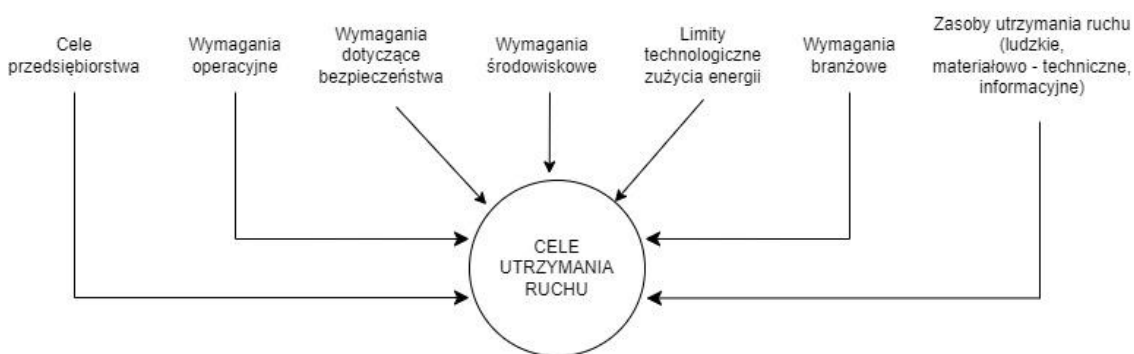 Cele
przedsiębiorstwa
Wymagania
operacyjne
Wymagania
dotyczące
bezpieczeństwa
Wymagania
środowiskowe
Limity
technologiczne
zużycia energii
Wymagania
branżowe
Zasoby utrzymania ruchu
(ludzkie,
materiałowo - techniczne,
informacyjne)
CELE
UTRZYMANIA
RUCHU